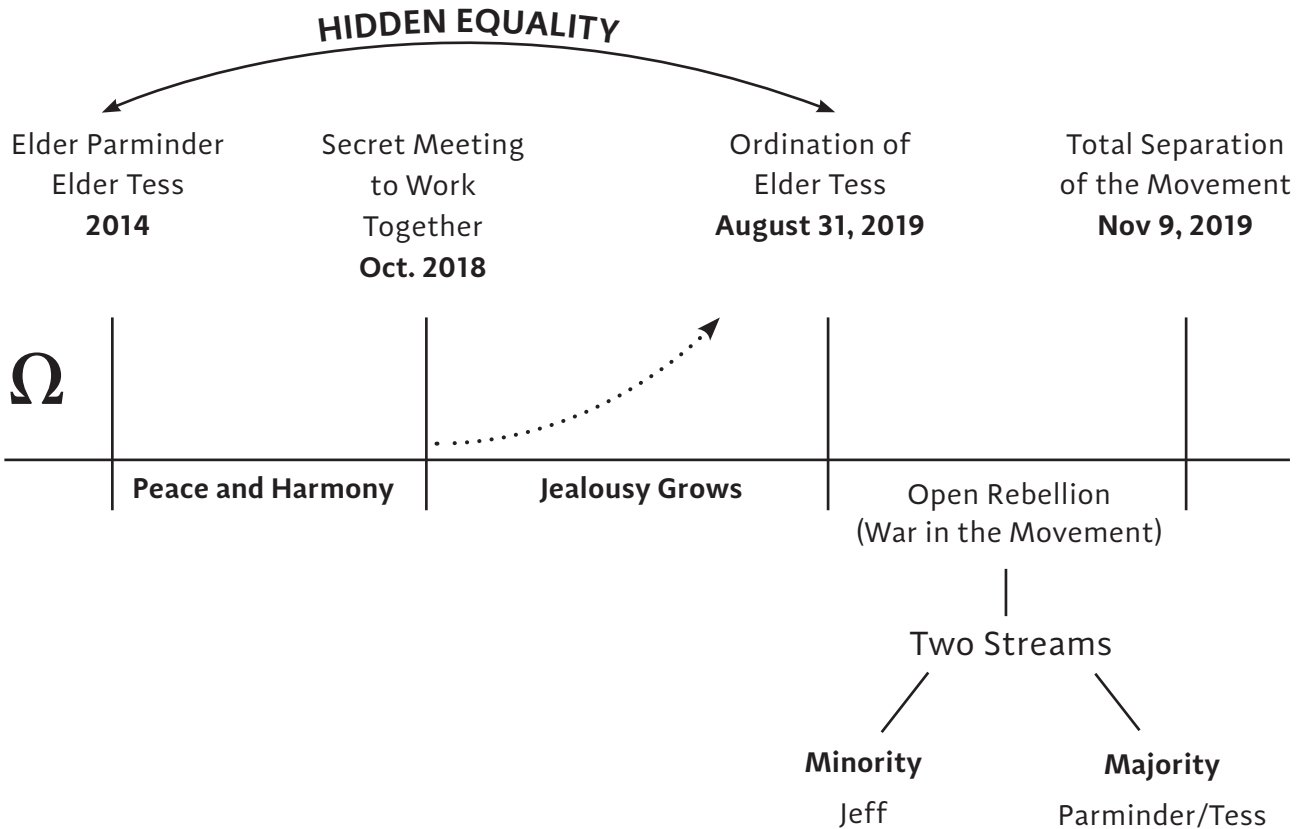 HIDDEN EQUALITY
Elder Parminder
Elder Tess
2014
Secret Meeting
to Work
Together
Oct. 2018
Ordination of
Elder Tess
August 31, 2019
Total Separation
of the Movement
Nov 9, 2019
Ω
Peace and Harmony
Jealousy Grows
Open Rebellion
(War in the Movement)
Two Streams
Minority
Jeff
Majority
Parminder/Tess